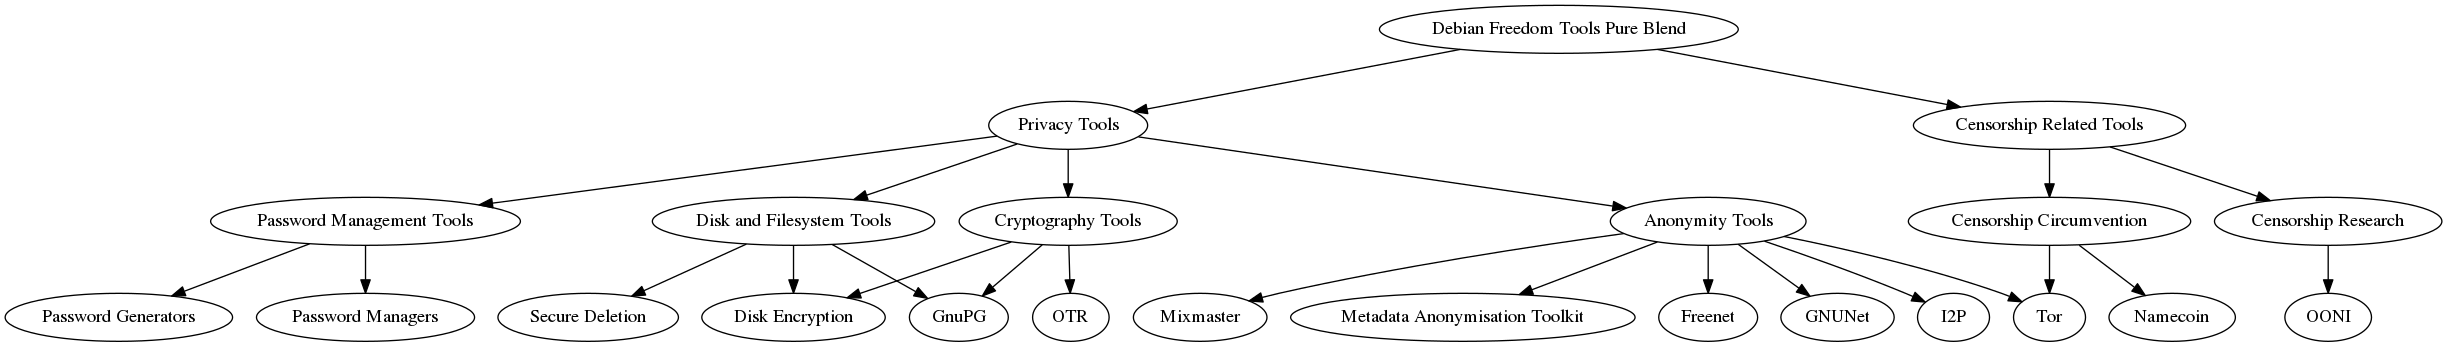 Debian Freedom Tools Pure Blend
Privacy Tools
Censorship Related Tools
Password Management Tools
Disk and Filesystem Tools
Cryptography Tools
Anonymity Tools
Censorship Circumvention
Censorship Research
Password Generators
Password Managers
Secure Deletion
Disk Encryption
GnuPG
OTR
Mixmaster
Metadata Anonymisation Toolkit
Freenet
GNUNet
I2P
Tor
Namecoin
OONI